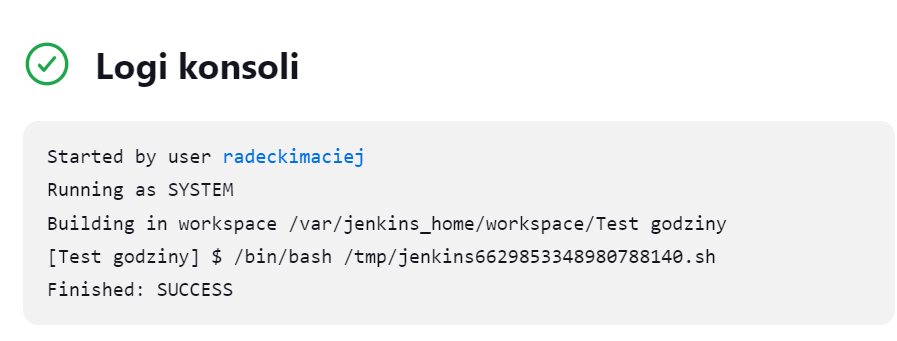 Logi konsoli
Started by user radeckimaciej
Running as SYSTEM
Building in workspace /var/jenkins_home/workspace/Test godziny
[Test godziny] $ /bin/bash /tmp/jenkins6629853348980788140.sh
Finished: SUCCESS